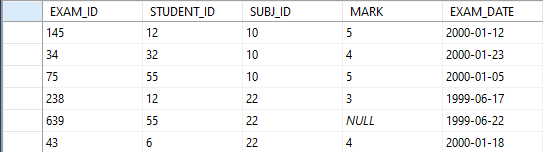 EXAM_ID STUDENT_ID SUBJ_ID MARK EXAM_DATE
145 12 10 5 2000-01-12
34 32 10 4 2000-01-23
75 55 10 5 2000-01-05
238 12 22 3 1999-06-17
639 55 22 NULL 1999-06-22
43 6 22 4 2000-01-18